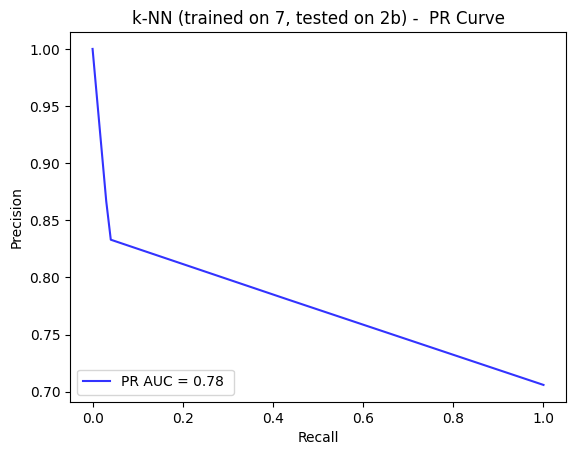 k-NN (trained on 7, tested on 2b) -  PR Curve
Precision
1.00
0.95
0.90
0.85
0.80
0.75
0.70
PR AUC = 0.78
0.0 0.2 0.4 0.6 0.8 1.0
Recall